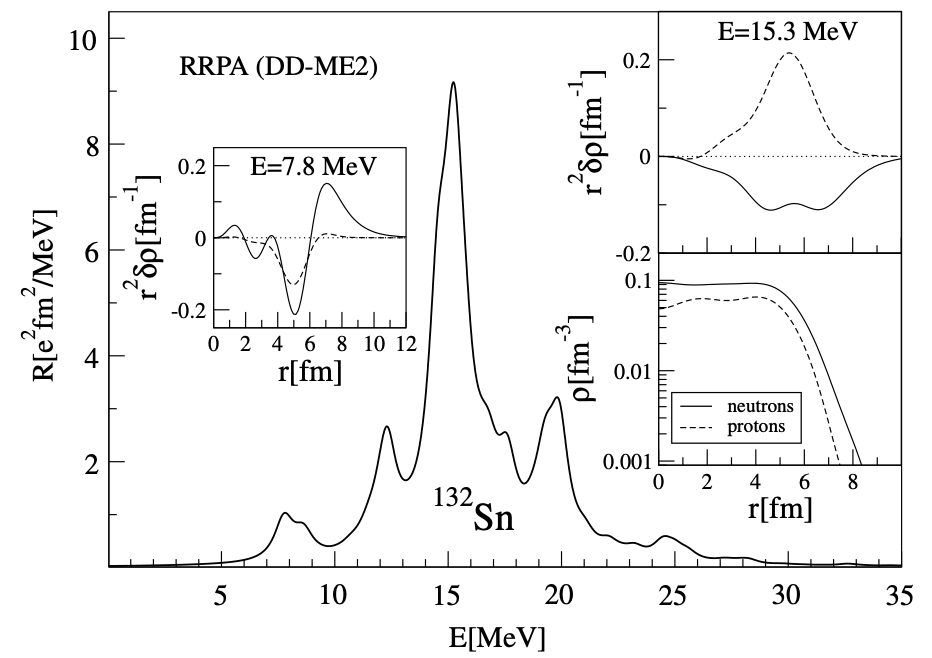 10
8
6
4
2
R[e²fm²/MeV]
RRPA (DD-ME2)
E=7.8 MeV
0.2
0
-0.2
r²δρ[fm⁻¹]
0 2 4 6 8 10 12
r[fm]
¹³²Sn
E=15.3 MeV
0.2
0
-0.2
r²δρ[fm⁻¹]
0.1
0.01
0.001
ρ[fm⁻³]
neutrons
protons
0 2 4 6 8
r[fm]
5 10 15 20 25 30 35
E[MeV]